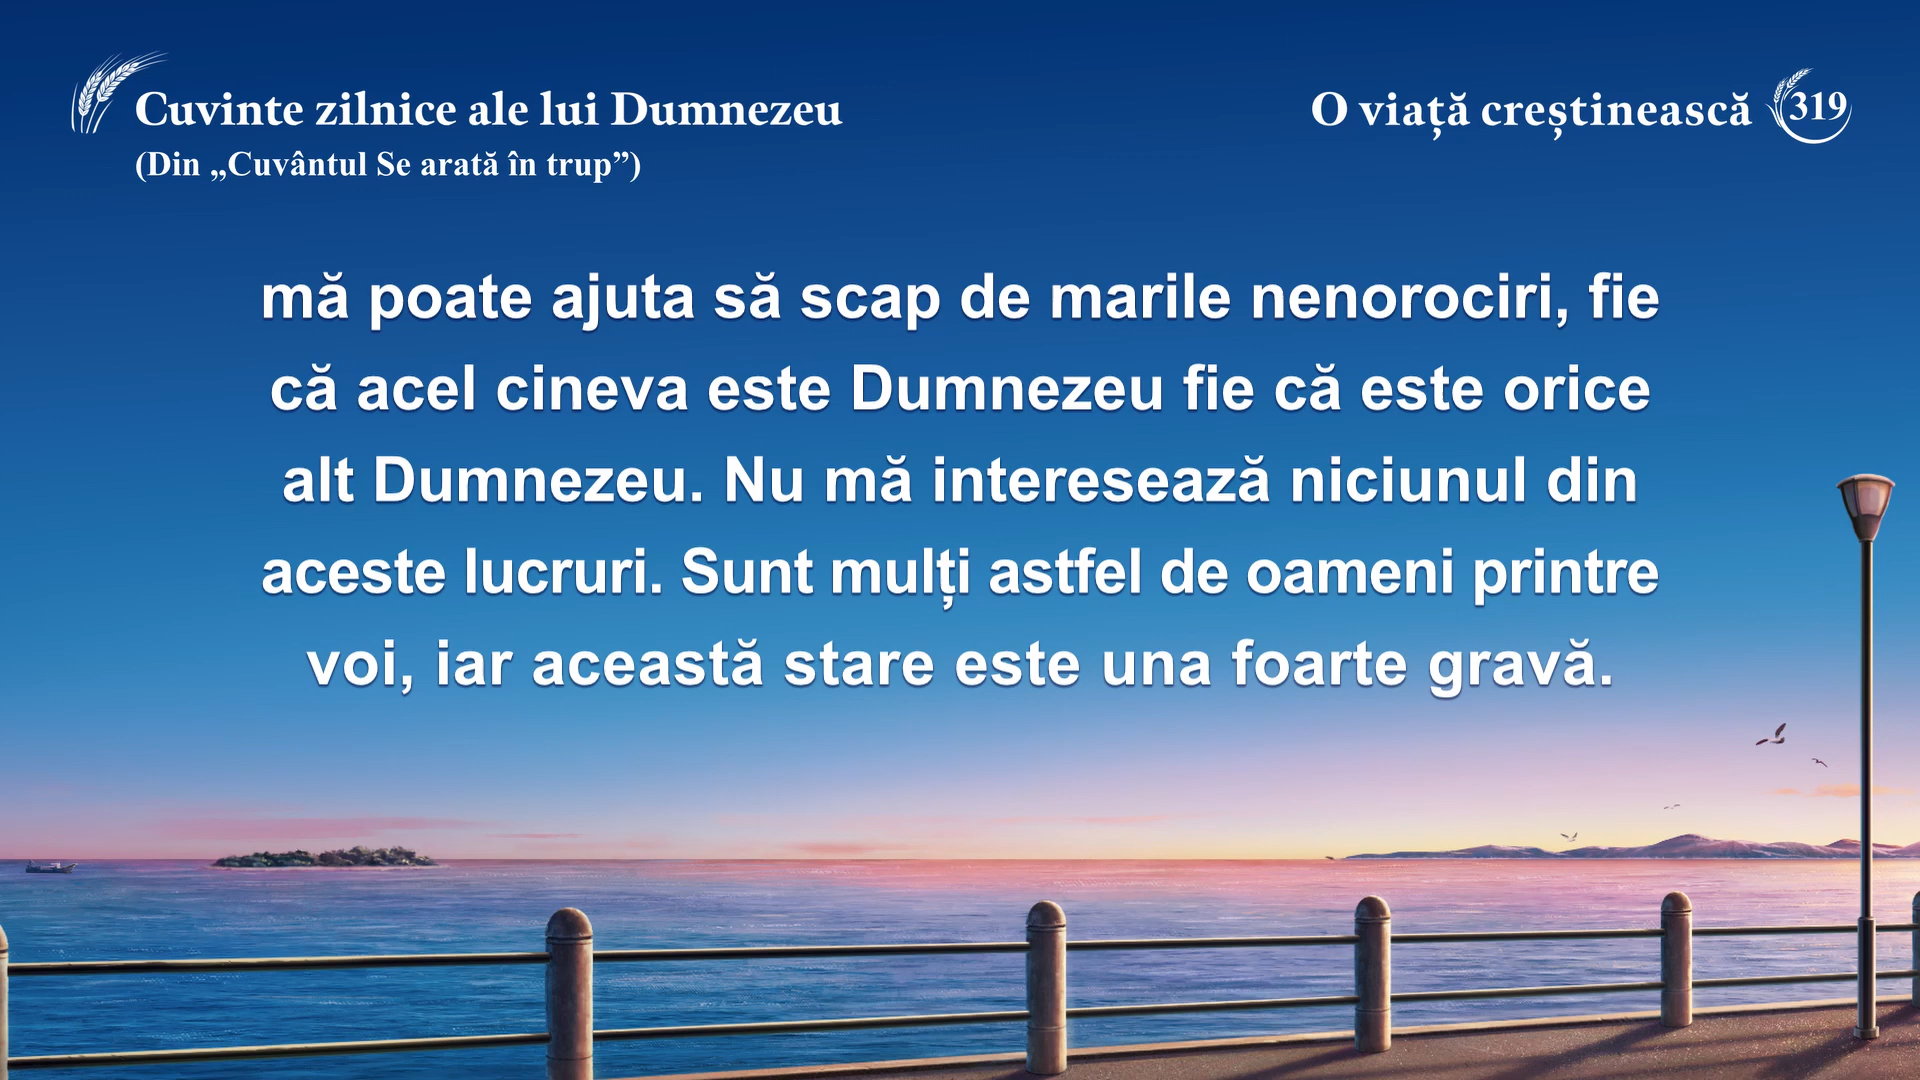 Cuvinte zilnice ale lui Dumnezeu
(Din „Cuvântul Se arată în trup”)
O viață creștinească 319
mă poate ajuta să scap de marile nenorociri, fie
că acel cineva este Dumnezeu fie că este orice
alt Dumnezeu. Nu mă interesează niciunul din
aceste lucruri. Sunt mulți astfel de oameni printre
voi, iar această stare este una foarte gravă.